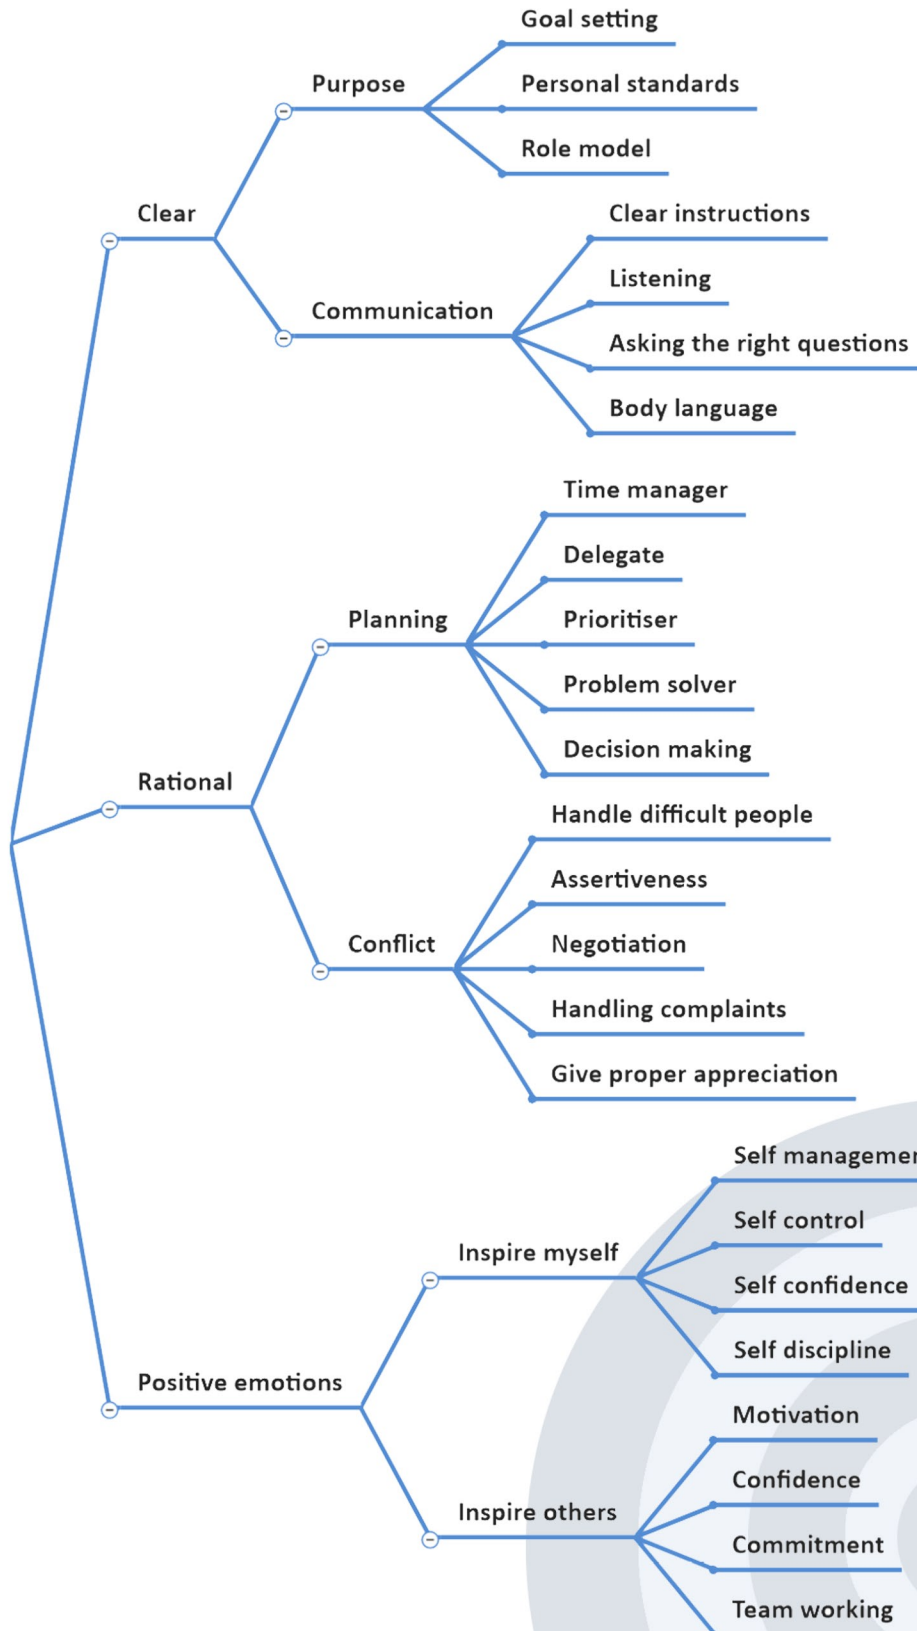 Goal setting
Purpose
Personal standards
Role model
Clear
Clear instructions
Listening
Communication
Asking the right questions
Body language
Time manager
Delegate
Planning
Prioritiser
Problem solver
Decision making
Rational
Handle difficult people
Assertiveness
Conflict
Negotiation
Handling complaints
Give proper appreciation
Self managemen
Self control
Inspire myself
Self confidence
Self discipline
Positive emotions
Motivation
Confidence
Inspire others
Commitment
Team working